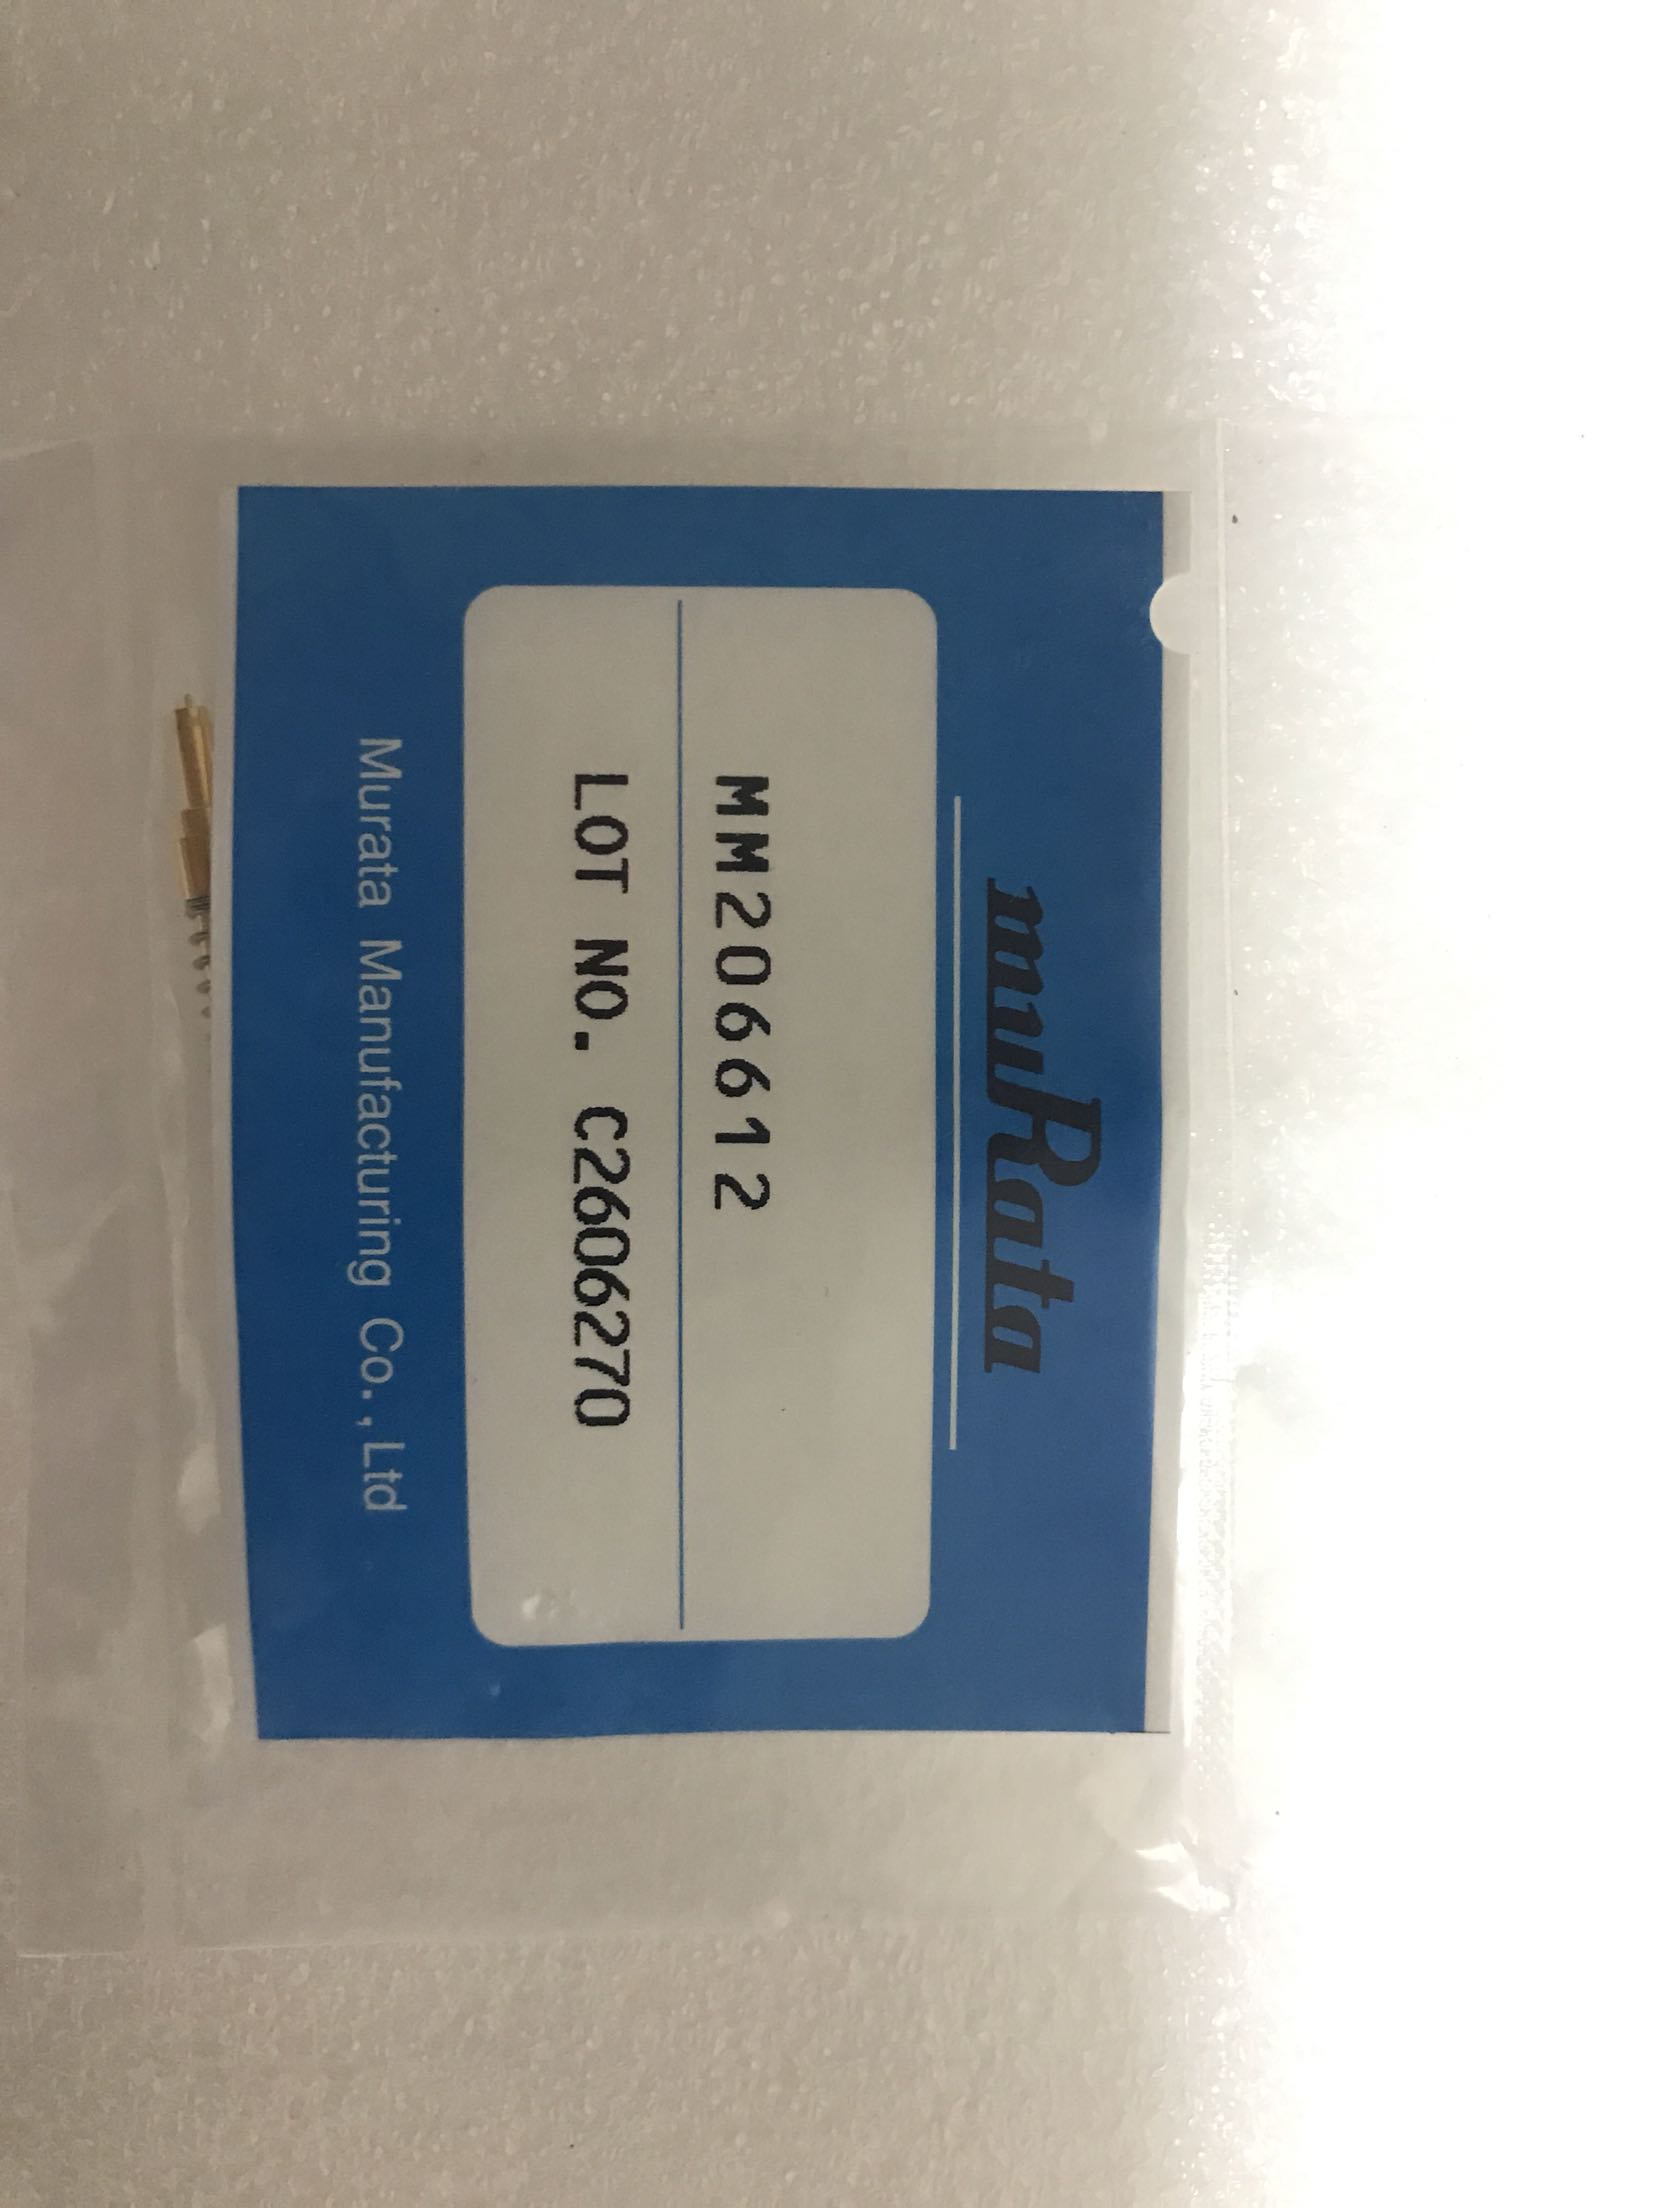 muRata
MM206612
LOT NO. C2606270
Murata Manufacturing Co.,Ltd